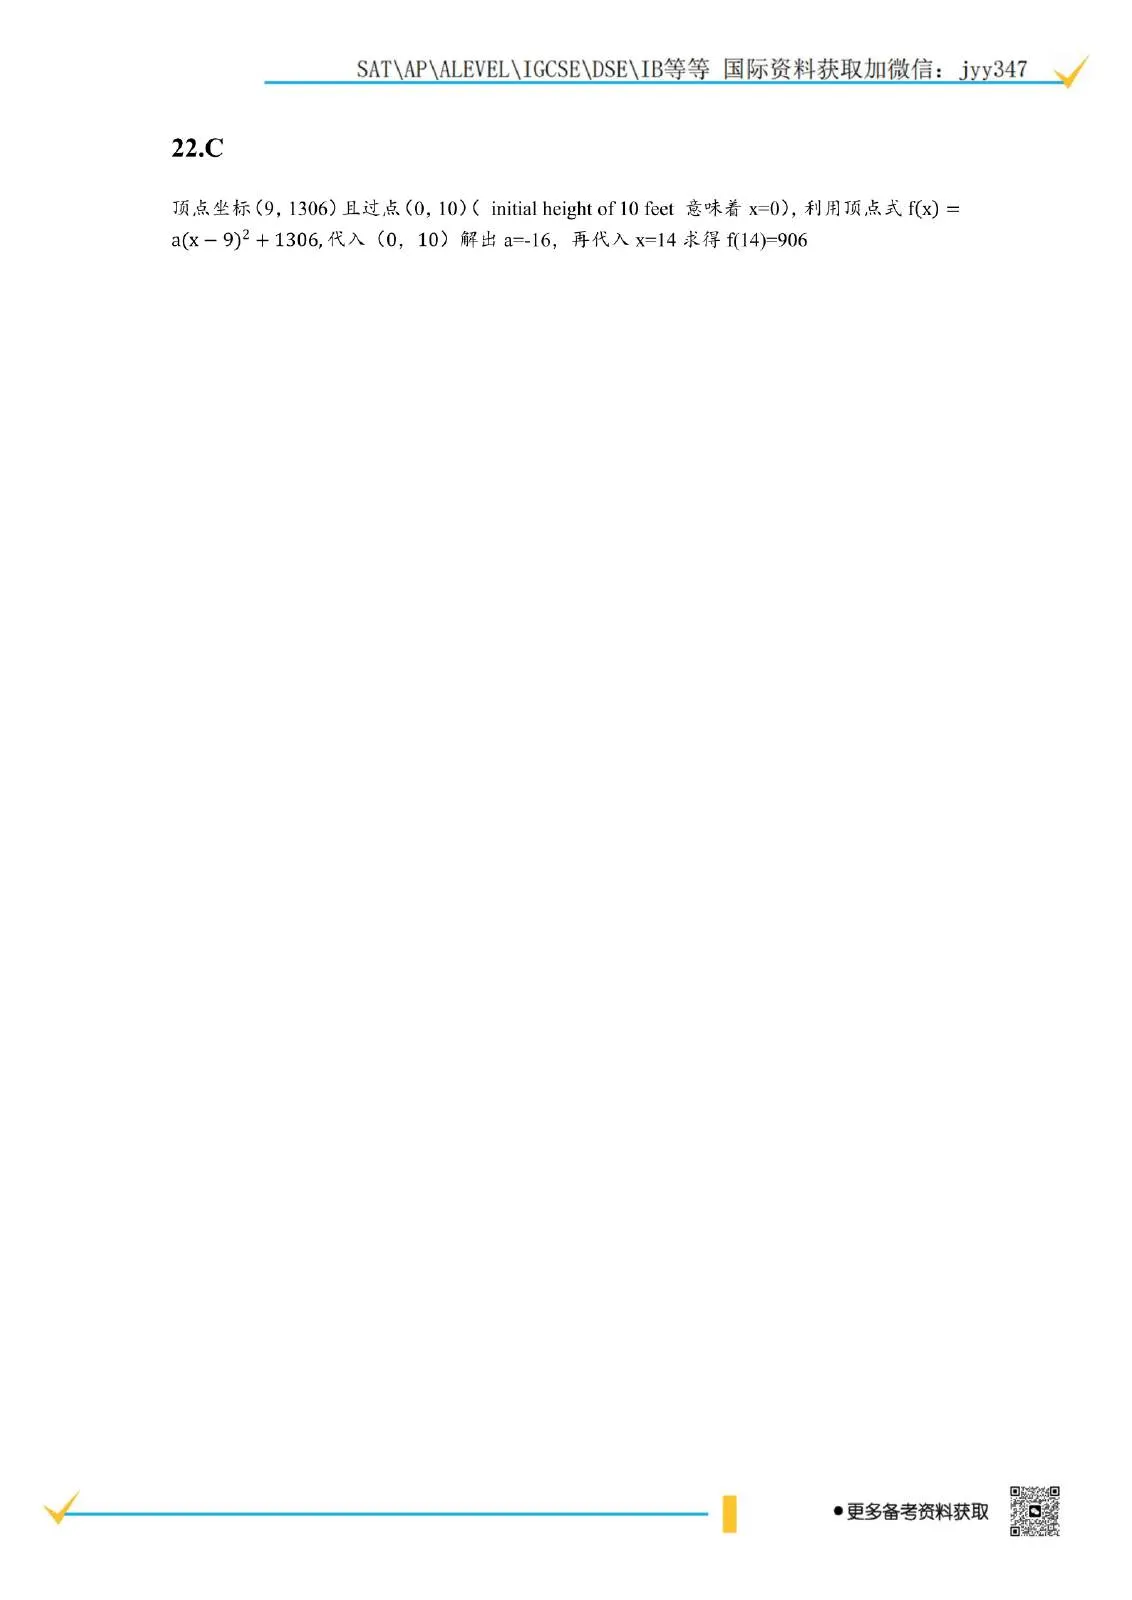 SAT\AP\ALEVEL\IGCSE\DSE\IB等等 国际资料获取加微信：jyy347
22.C
顶点坐标（9，1306）且过点（0，10）（ initial height of 10 feet 意味着 x=0），利用顶点式 f(x) =
a(x − 9)² + 1306,代入（0，10）解出 a=-16，再代入 x=14 求得 f(14)=906
●更多备考资料获取